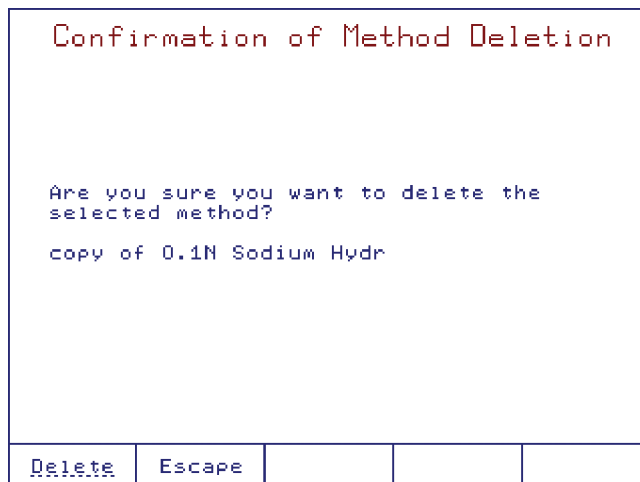 Confirmation of Method Deletion
Are you sure you want to delete the
selected method?
copy of 0.1N Sodium Hydr
Delete
Escape